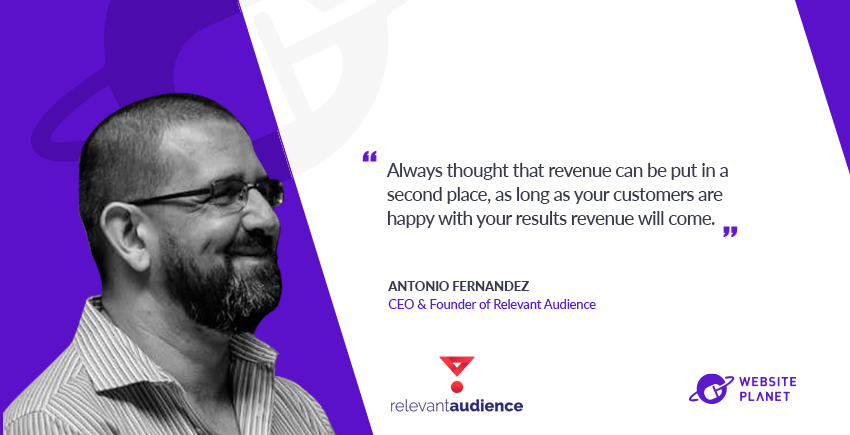 “
Always thought that revenue can be put in a
second place, as long as your customers are
happy with your results revenue will come.
”
ANTONIO FERNANDEZ
CEO & Founder of Relevant Audience
relevantaudience
WEBSITE
PLANET